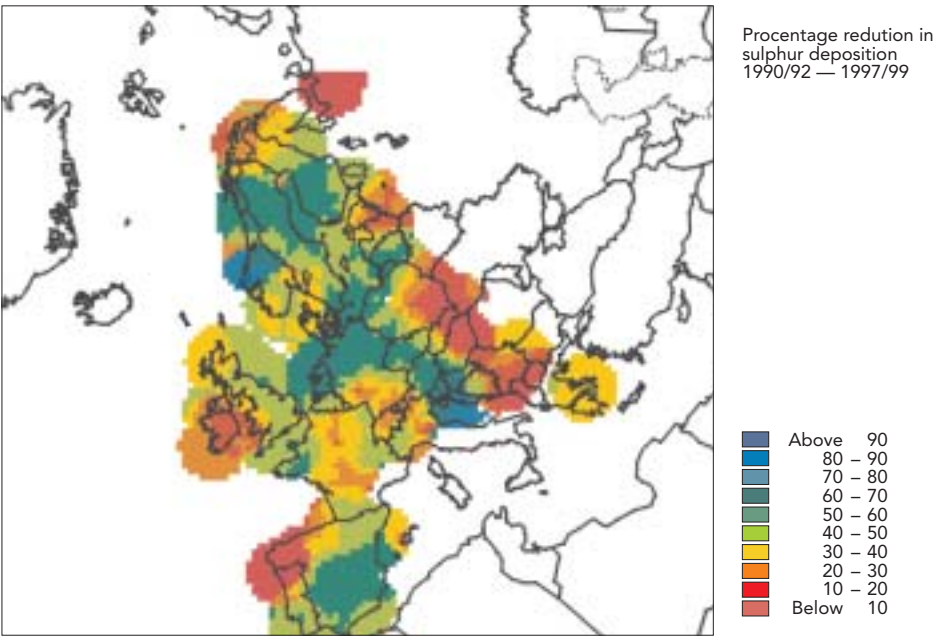 Procentage redution in
sulphur deposition
1990/92 — 1997/99
Above 90
80 – 90
70 – 80
60 – 70
50 – 60
40 – 50
30 – 40
20 – 30
10 – 20
Below 10